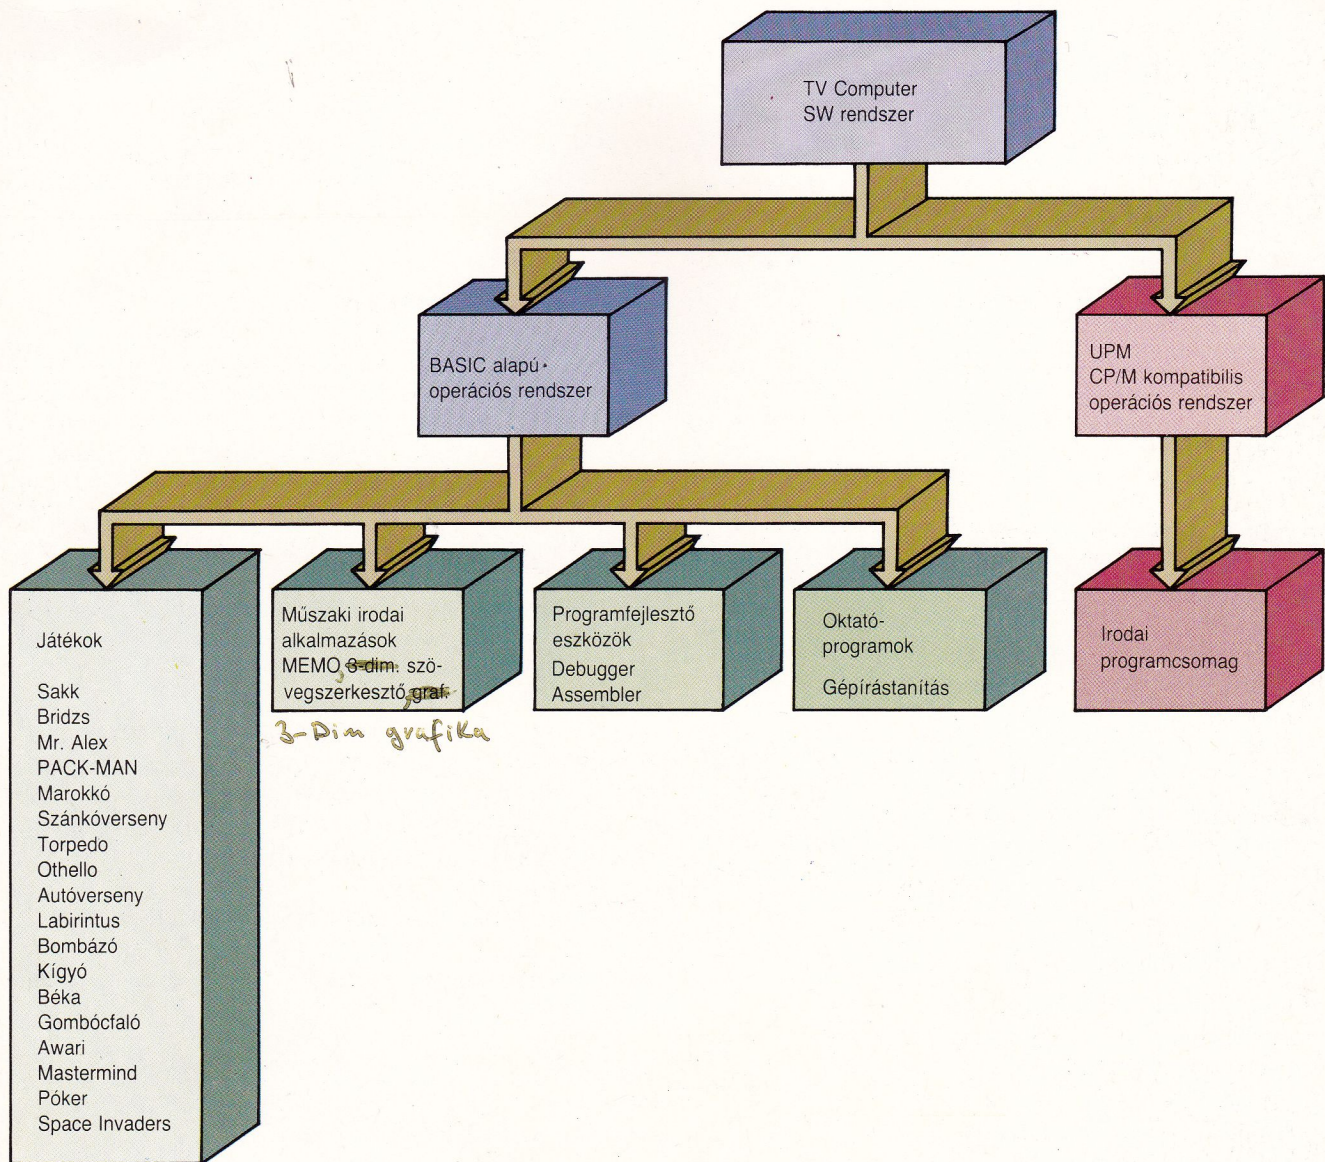 TV Computer
SW rendszer
BASIC alapú
operációs rendszer
UPM
CP/M kompatibilis
operációs rendszer
Játékok
Sakk
Bridzs
Mr. Alex
PACK-MAN
Marokkó
Szánkóverseny
Torpedo
Othello
Autóverseny
Labirintus
Bombázó
Kígyó
Béka
Gombócfaló
Awari
Mastermind
Póker
Space Invaders
Műszaki irodai
alkalmazások
MEMO, 3-dim. szö-
vegszerkesztő, graf.
3-Dim grafika
Programfejlesztő
eszközök
Debugger
Assembler
Oktató-
programok
Gépírástanítás
Irodai
programcsomag